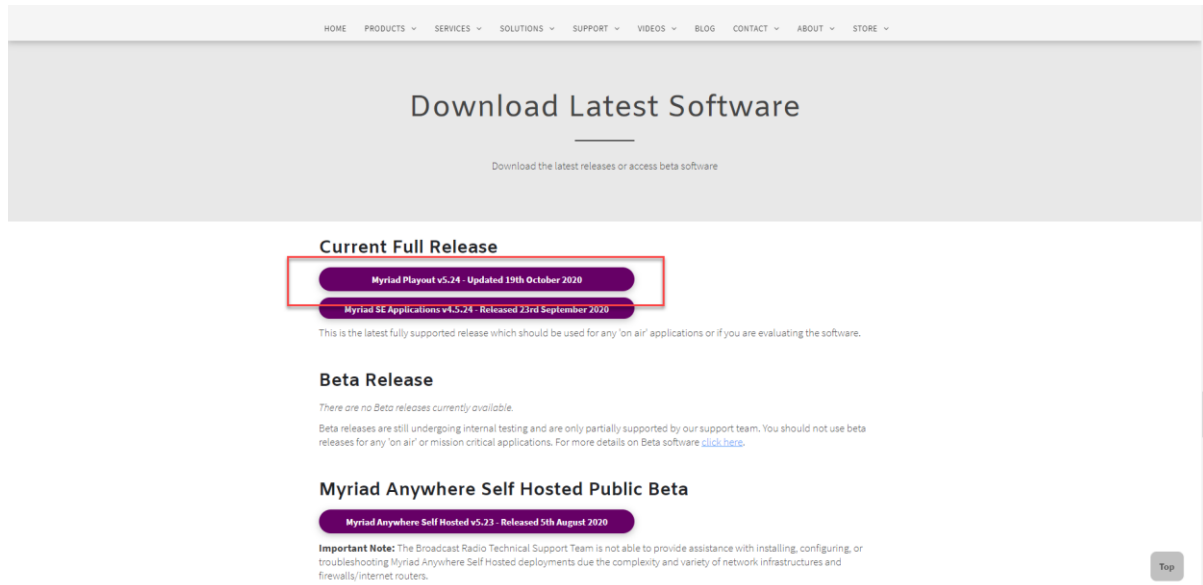 HOME PRODUCTS SERVICES SOLUTIONS SUPPORT VIDEOS BLOG CONTACT ABOUT STORE
Download Latest Software
Download the latest releases or access beta software
Current Full Release
Myriad Playout v5.24 - Updated 19th October 2020
Myriad SE Applications v4.5.24 - Released 23rd September 2020
This is the latest fully supported release which should be used for any 'on air' applications or if you are evaluating the software.
Beta Release
There are no Beta releases currently available.
Beta releases are still undergoing internal testing and are only partially supported by our support team. You should not use beta
releases for any 'on air' or mission critical applications. For more details on Beta software click here.
Myriad Anywhere Self Hosted Public Beta
Myriad Anywhere Self Hosted v5.23 - Released 5th August 2020
Important Note: The Broadcast Radio Technical Support Team is not able to provide assistance with installing, configuring, or
troubleshooting Myriad Anywhere Self Hosted deployments due the complexity and variety of network infrastructures and
firewalls/internet routers.
Top